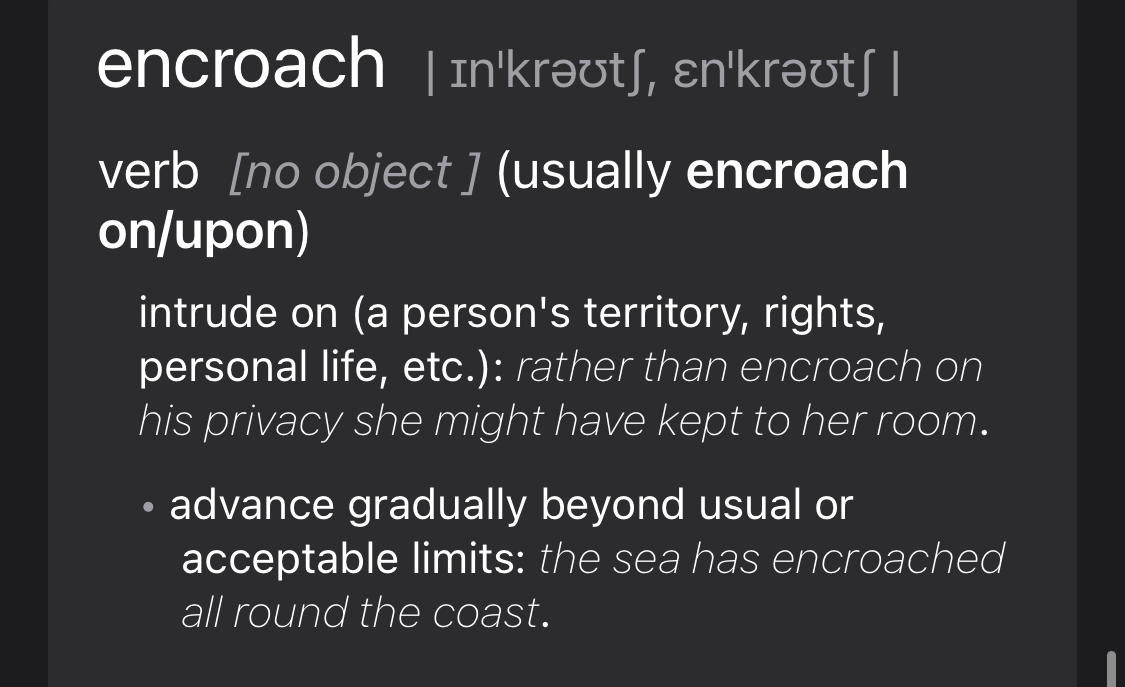 encroach | ɪnˈkrəʊtʃ, ɛnˈkrəʊtʃ |
verb [no object ] (usually encroach
on/upon)
intrude on (a person's territory, rights,
personal life, etc.): rather than encroach on
his privacy she might have kept to her room.
• advance gradually beyond usual or
acceptable limits: the sea has encroached
all round the coast.